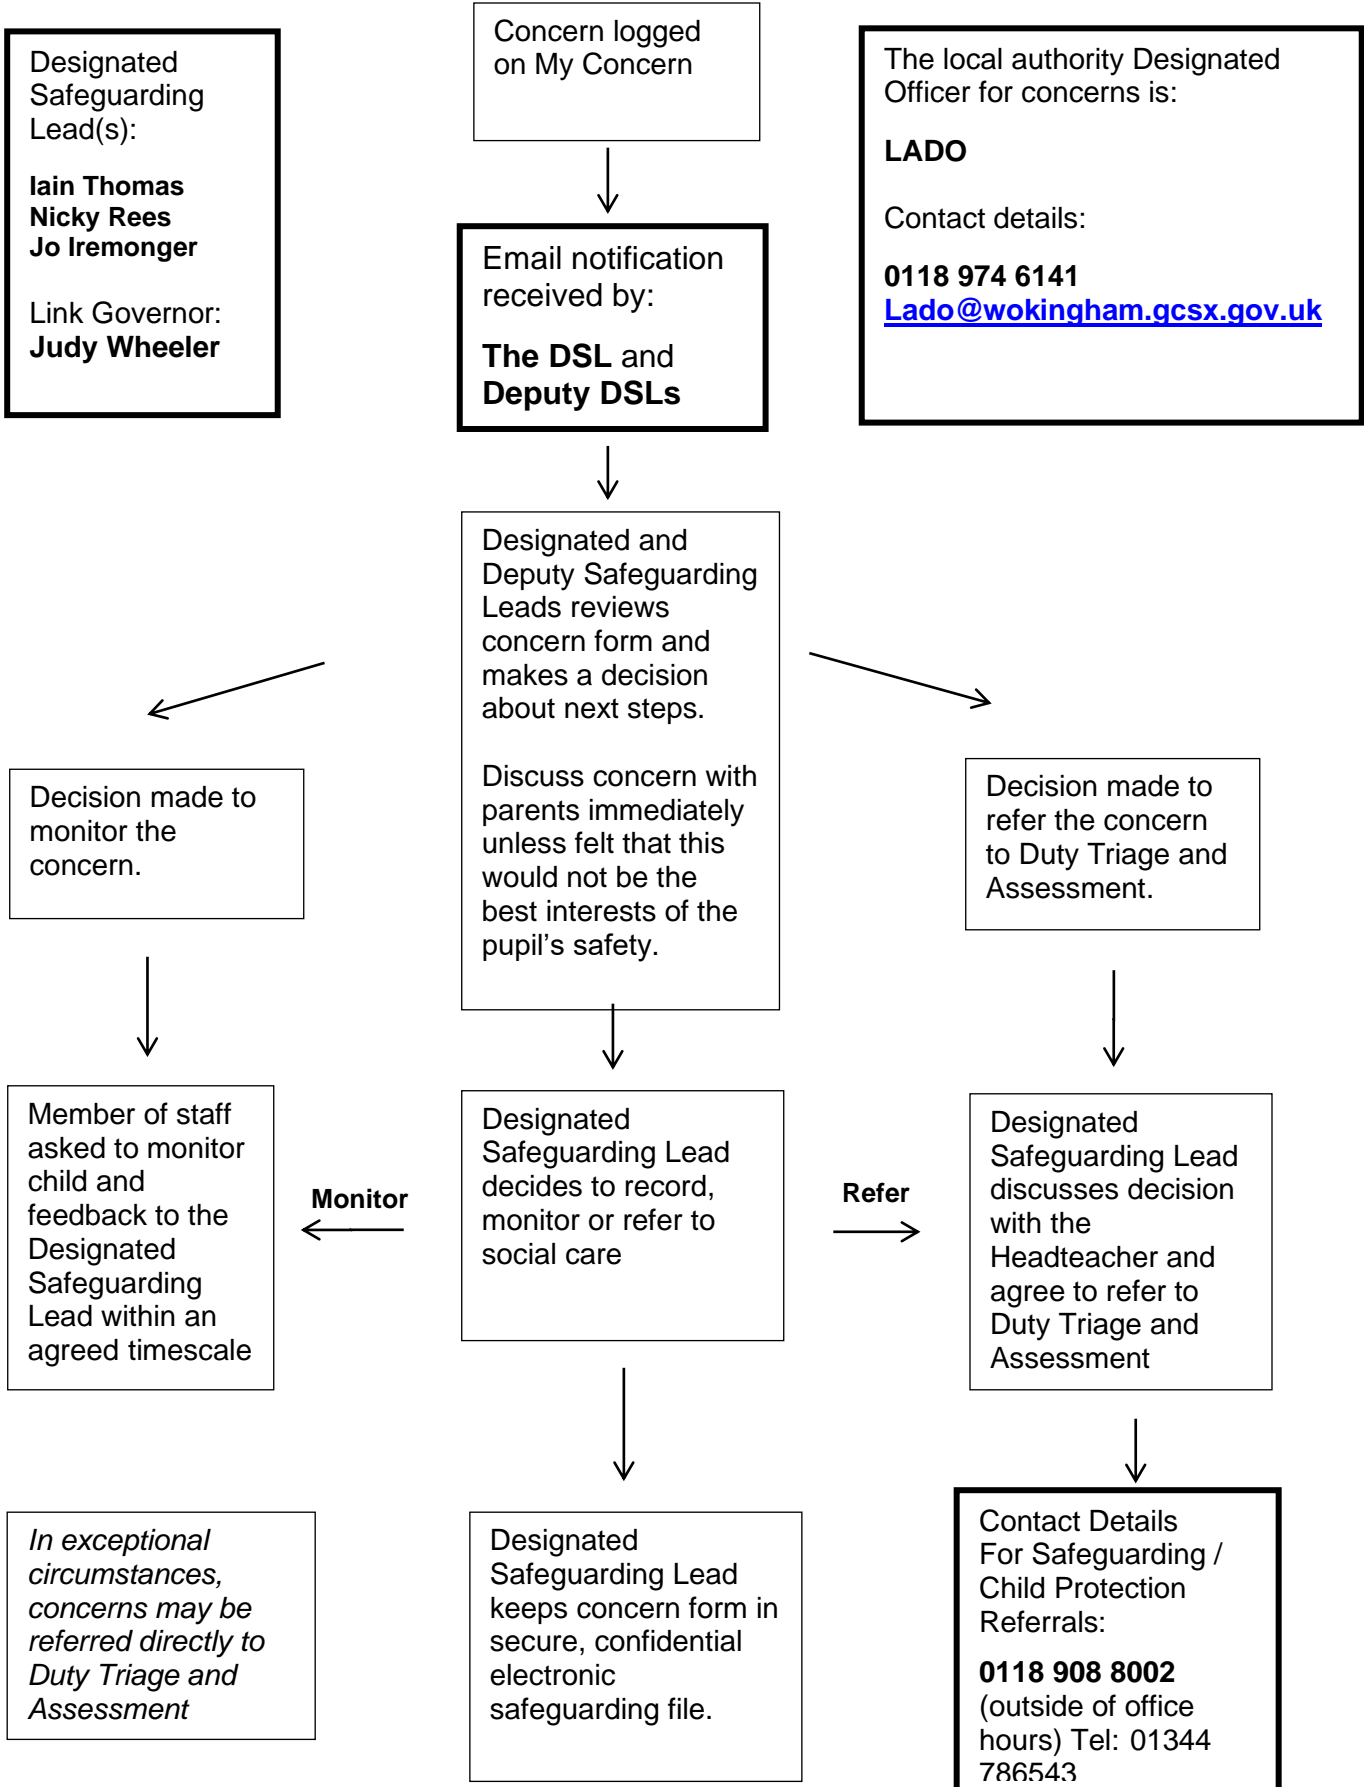 Designated
Safeguarding
Lead(s):
Iain Thomas
Nicky Rees
Jo Iremonger
Link Governor:
Judy Wheeler
Concern logged
on My Concern
The local authority Designated
Officer for concerns is:
LADO
Contact details:
0118 974 6141
Lado@wokingham.gcsx.gov.uk
Email notification
received by:
The DSL and
Deputy DSLs
Designated and
Deputy Safeguarding
Leads reviews
concern form and
makes a decision
about next steps.
Discuss concern with
parents immediately
unless felt that this
would not be the
best interests of the
pupil’s safety.
Decision made to
monitor the
concern.
Decision made to
refer the concern
to Duty Triage and
Assessment.
Member of staff
asked to monitor
child and
feedback to the
Designated
Safeguarding
Lead within an
agreed timescale
Monitor
Designated
Safeguarding Lead
decides to record,
monitor or refer to
social care
Refer
Designated
Safeguarding Lead
discusses decision
with the
Headteacher and
agree to refer to
Duty Triage and
Assessment
In exceptional
circumstances,
concerns may be
referred directly to
Duty Triage and
Assessment
Designated
Safeguarding Lead
keeps concern form in
secure, confidential
electronic
safeguarding file.
Contact Details
For Safeguarding /
Child Protection
Referrals:
0118 908 8002
(outside of office
hours) Tel: 01344
786543